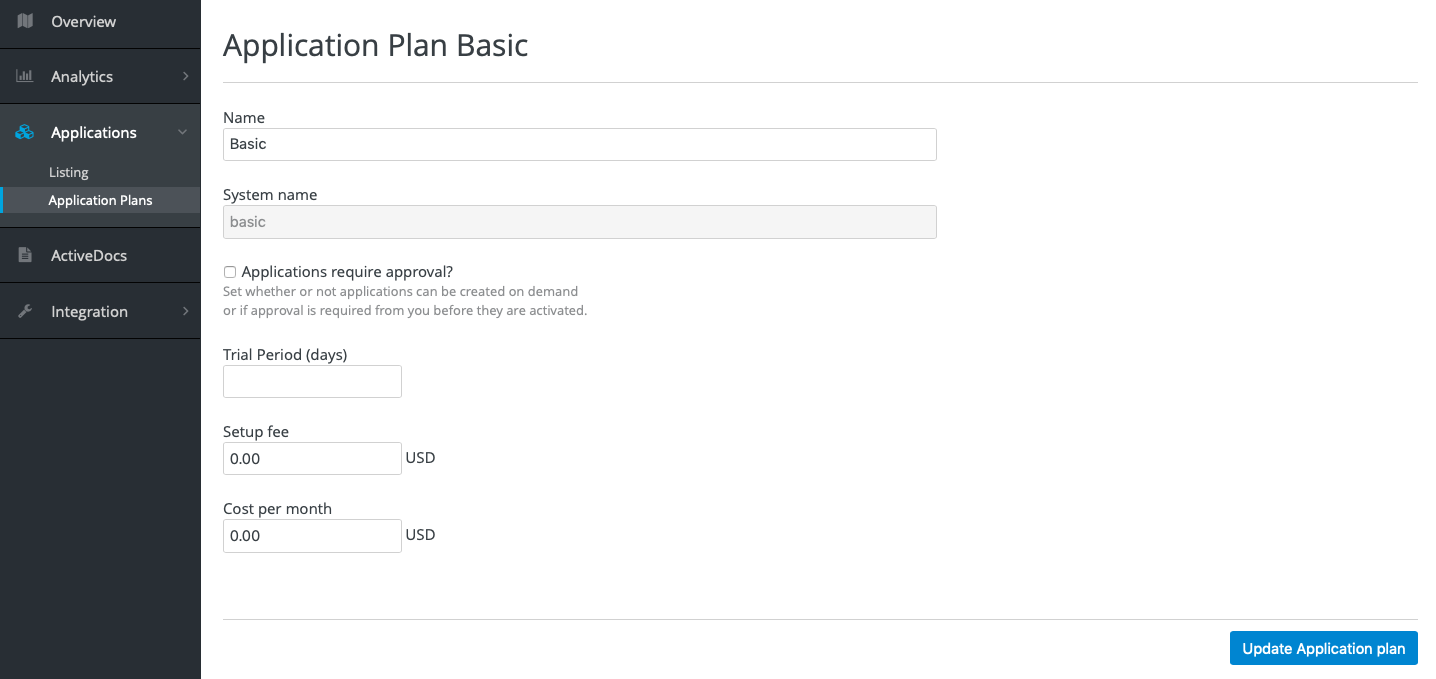 Overview
Analytics
Applications
Listing
Application Plans
ActiveDocs
Integration
Application Plan Basic
Name
Basic
System name
basic
Applications require approval?
Set whether or not applications can be created on demand
or if approval is required from you before they are activated.
Trial Period (days)
Setup fee
0.00 USD
Cost per month
0.00 USD
Update Application plan